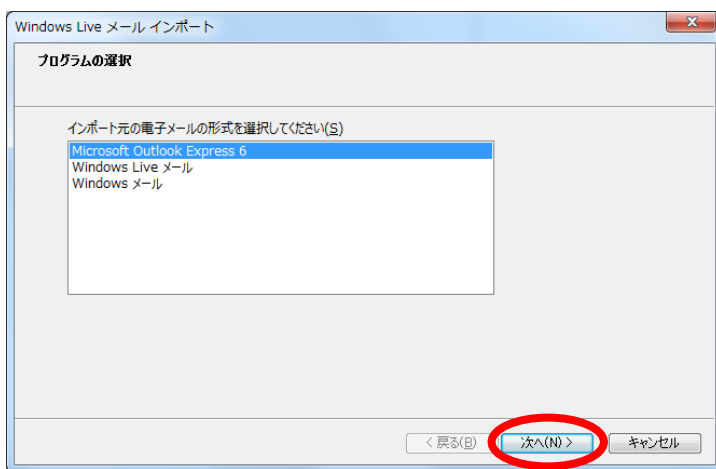 Windows Live メール インポート
プログラムの選択
インポート元の電子メールの形式を選択してください(S)
Microsoft Outlook Express 6
Windows Live メール
Windows メール
< 戻る(B) 次へ(N) > キャンセル